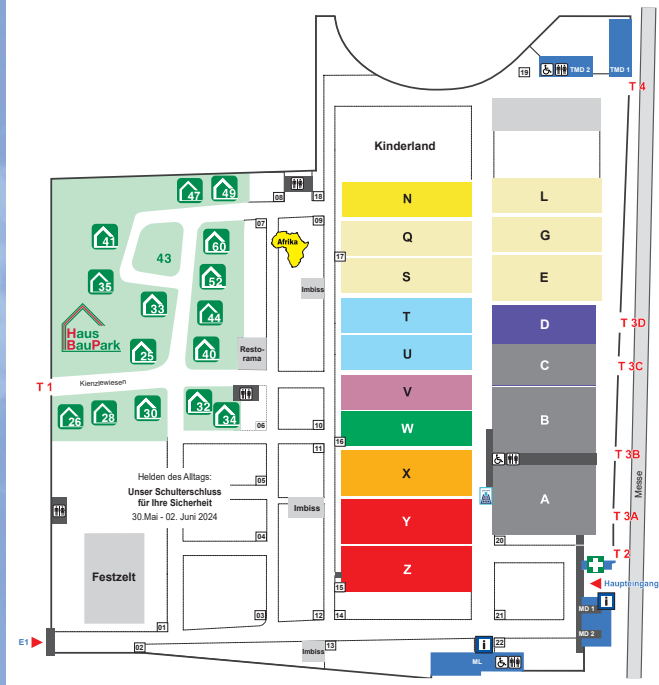 19
TMD 2
TMD 1
T 4
Kinderland
47
49
08
18
N
L
41
07
09
60
Afrika
Q
G
43
17
35
52
S
E
Imbiss
33
44
T
D
T 3D
Haus
BauPark
25
40
Resto-
rama
U
C
T 3C
T 1
Kienzlewiesen
V
26
28
30
32
34
06
10
W
B
16
11
T 3B
Helden des Alltags:
Unser Schulterschluss
für Ihre Sicherheit
30.Mai - 02. Juni 2024
05
X
Messe
Imbiss
A
Y
T 3A
04
20
T 2
Festzelt
Z
15
Haupteingang
i
MD 1
01
03
12
14
21
MD 2
E1
02
13
i
22
Imbiss
ML